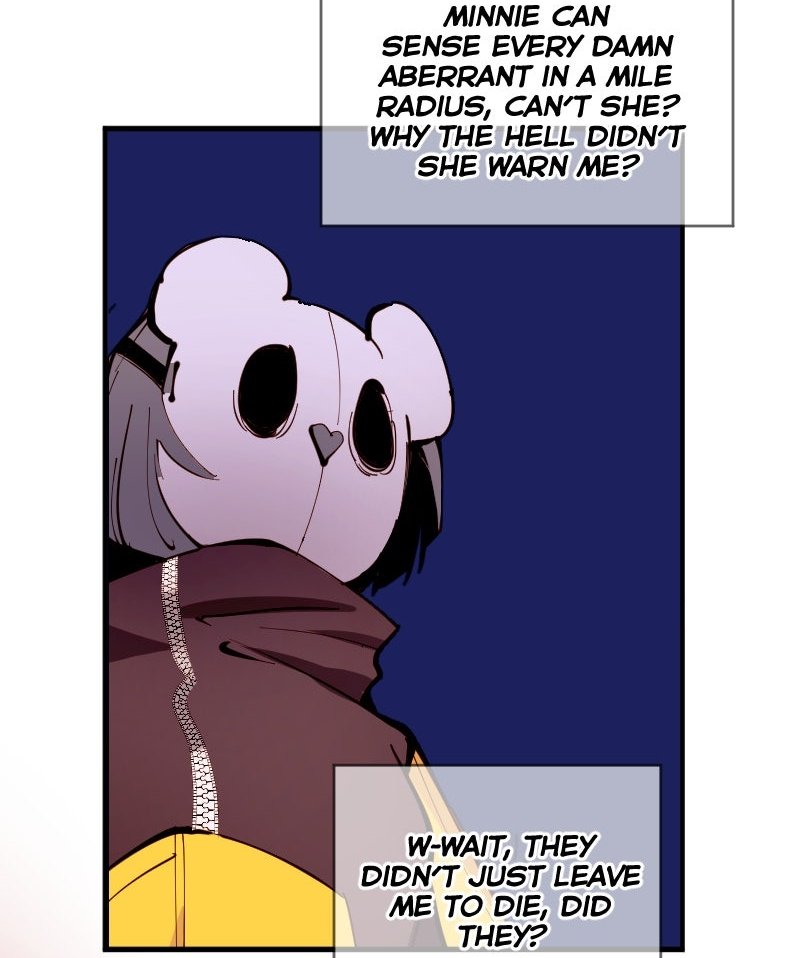 MINNIE CAN
SENSE EVERY DAMN
ABERRANT IN A MILE
RADIUS, CAN'T SHE?
WHY THE HELL DIDN'T
SHE WARN ME?
W-WAIT, THEY
DIDN'T JUST LEAVE
ME TO DIE, DID
THEY?